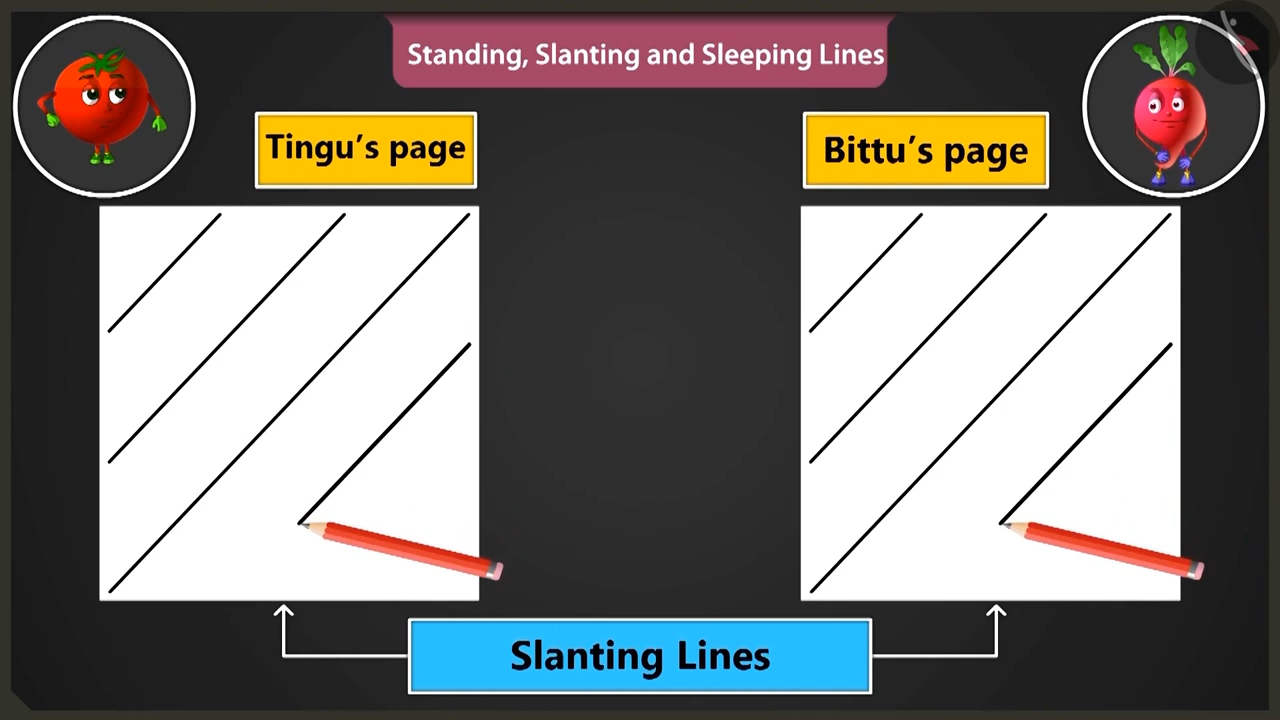 Standing, Slanting and Sleeping Lines
Tingu's page
Bittu's page
Slanting Lines